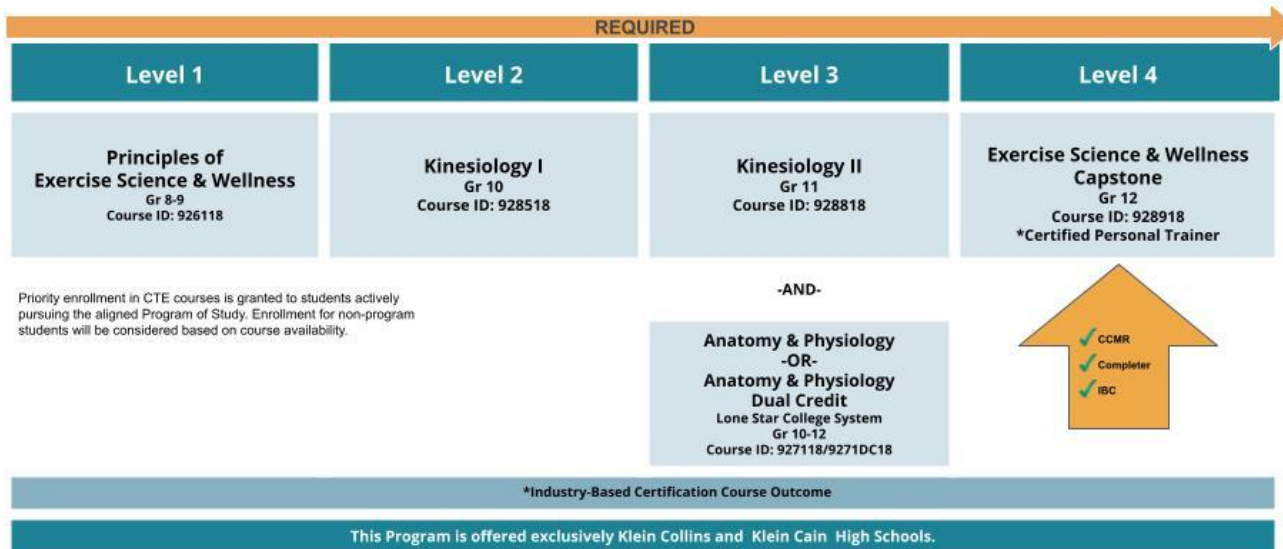 REQUIRED
Level 1
Level 2
Level 3
Level 4
Principles of
Exercise Science & Wellness
Gr 8-9
Course ID: 926118
Kinesiology I
Gr 10
Course ID: 928518
Kinesiology II
Gr 11
Course ID: 928818
Exercise Science & Wellness
Capstone
Gr 12
Course ID: 928918
*Certified Personal Trainer
Priority enrollment in CTE courses is granted to students actively
pursuing the aligned Program of Study. Enrollment for non-program
students will be considered based on course availability.
-AND-
Anatomy & Physiology
-OR-
Anatomy & Physiology
Dual Credit
Lone Star College System
Gr 10-12
Course ID: 927118/9271DC18
CCMR
Completer
IBC
*Industry-Based Certification Course Outcome
This Program is offered exclusively Klein Collins and Klein Cain High Schools.